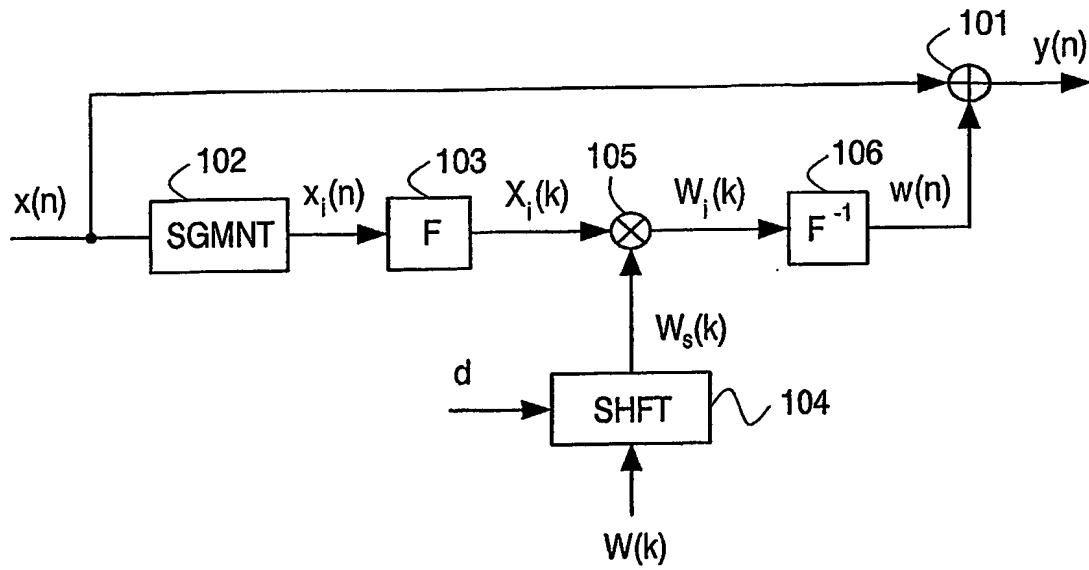 101
y(n)
102
103
105
106
x(n)
x_i(n)
X_i(k)
W_i(k)
w(n)
SGMNT
F
F^-1
W_s(k)
d
SHFT
104
W(k)